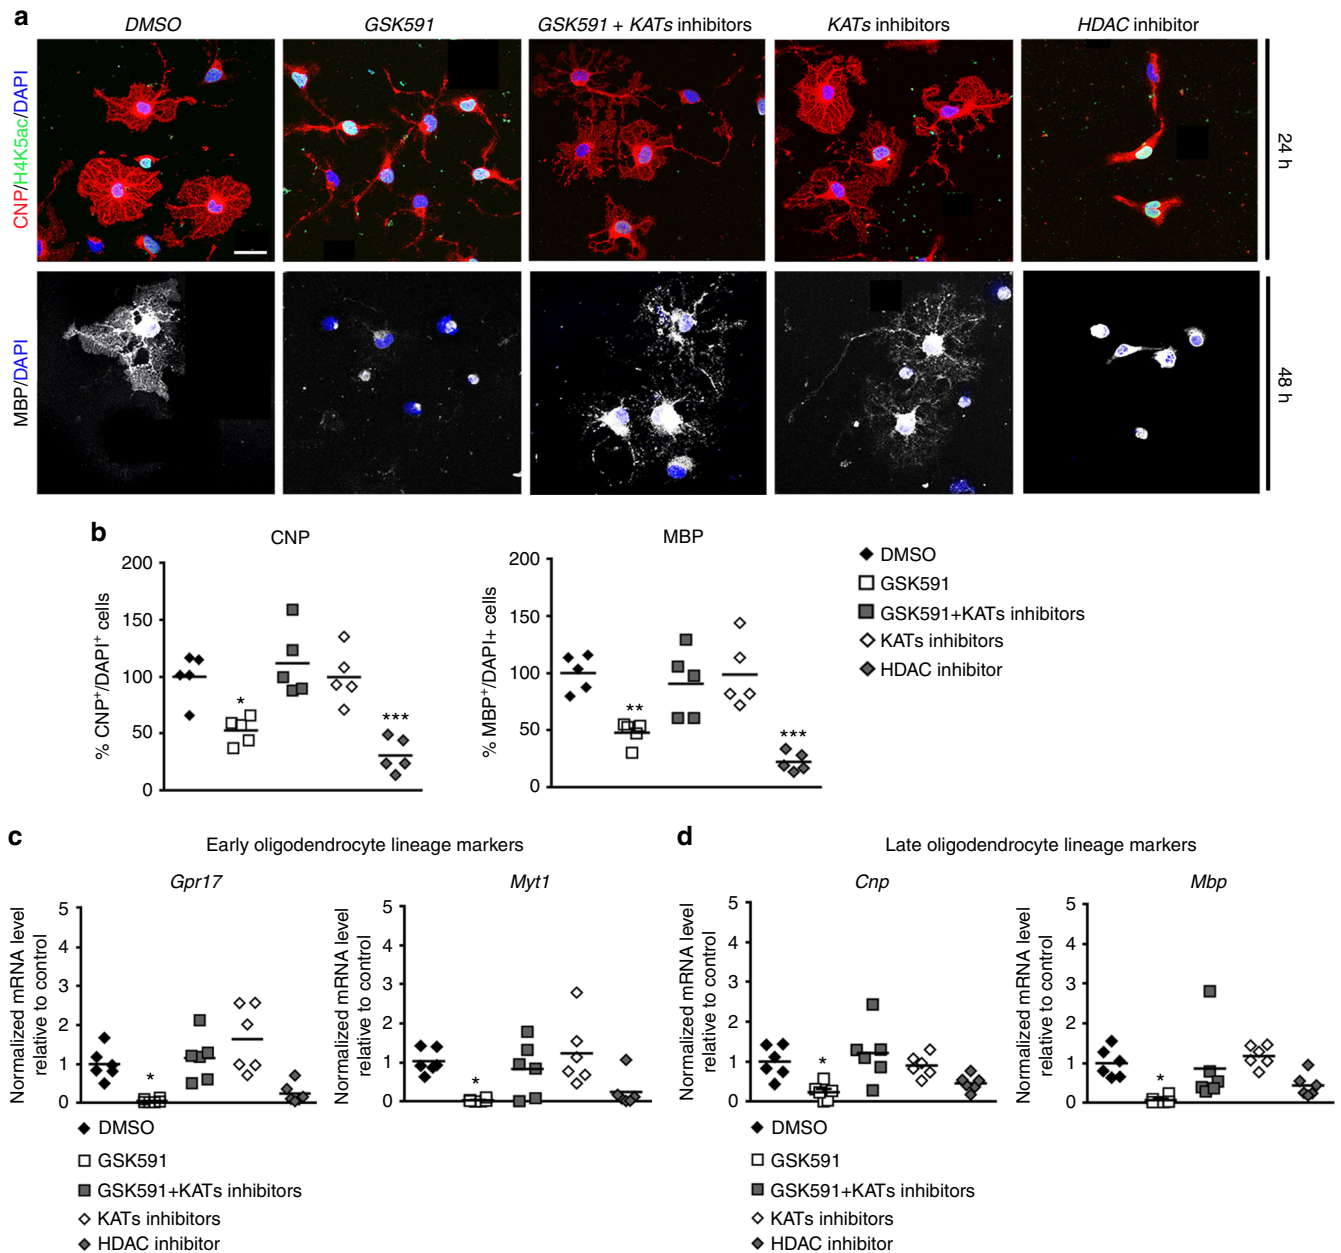 a
DMSO
GSK591
GSK591 + KATs inhibitors
KATs inhibitors
HDAC inhibitor
CNP/H4K5ac/DAPI
24 h
MBP/DAPI
48 h
b
CNP
% CNP+/DAPI+ cells
200
150
100
50
0
*
***
MBP
% MBP+/DAPI+ cells
200
150
100
50
0
**
***
DMSO
GSK591
GSK591+KATs inhibitors
KATs inhibitors
HDAC inhibitor
c
Early oligodendrocyte lineage markers
Gpr17
Normalized mRNA level
relative to control
5
4
3
2
1
0
*
Myt1
Normalized mRNA level
relative to control
5
4
3
2
1
0
*
DMSO
GSK591
GSK591+KATs inhibitors
KATs inhibitors
HDAC inhibitor
d
Late oligodendrocyte lineage markers
Cnp
Normalized mRNA level
relative to control
5
4
3
2
1
0
*
Mbp
Normalized mRNA level
relative to control
5
4
3
2
1
0
*
DMSO
GSK591
GSK591+KATs inhibitors
KATs inhibitors
HDAC inhibitor